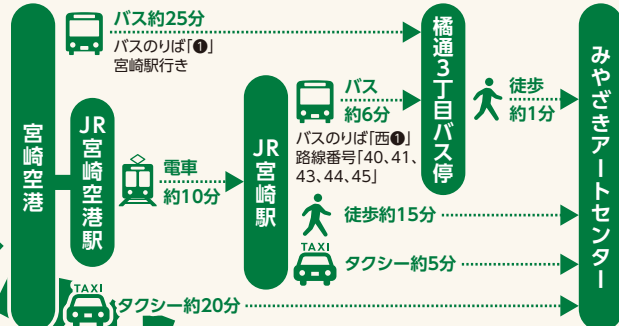 宮崎空港
バス約25分
バスのりば「❶」
宮崎駅行き
JR宮崎空港駅
電車
約10分
JR宮崎駅
バス
約6分
バスのりば「西❶」
路線番号「40、41、
43、44、45」
橘通3丁目バス停
徒歩
約1分
徒歩約15分
TAXI
タクシー約5分
TAXI
タクシー約20分
みやざきアートセンター